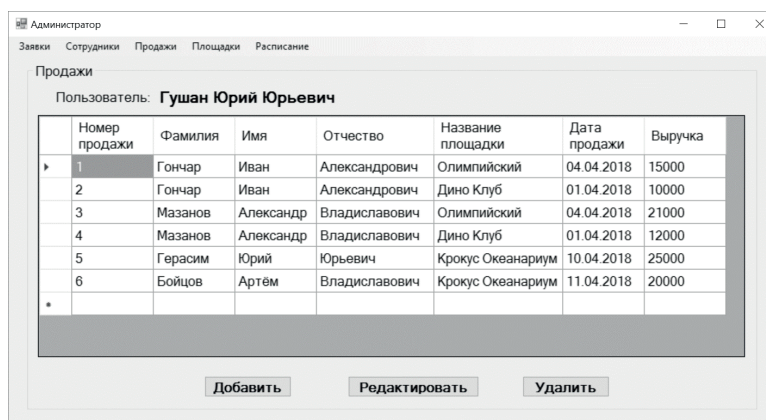 Администратор
Заявки Сотрудники Продажи Площадки Расписание
Продажи
Пользователь: Гушан Юрий Юрьевич
Номер продажи Фамилия Имя Отчество Название площадки Дата продажи Выручка
1 Гончар Иван Александрович Олимпийский 04.04.2018 15000
2 Гончар Иван Александрович Дино Клуб 01.04.2018 10000
3 Мазанов Александр Владиславович Олимпийский 04.04.2018 21000
4 Мазанов Александр Владиславович Дино Клуб 01.04.2018 12000
5 Герасим Юрий Юрьевич Крокус Океанариум 10.04.2018 25000
6 Бойцов Артём Владиславович Крокус Океанариум 11.04.2018 20000
Добавить Редактировать Удалить